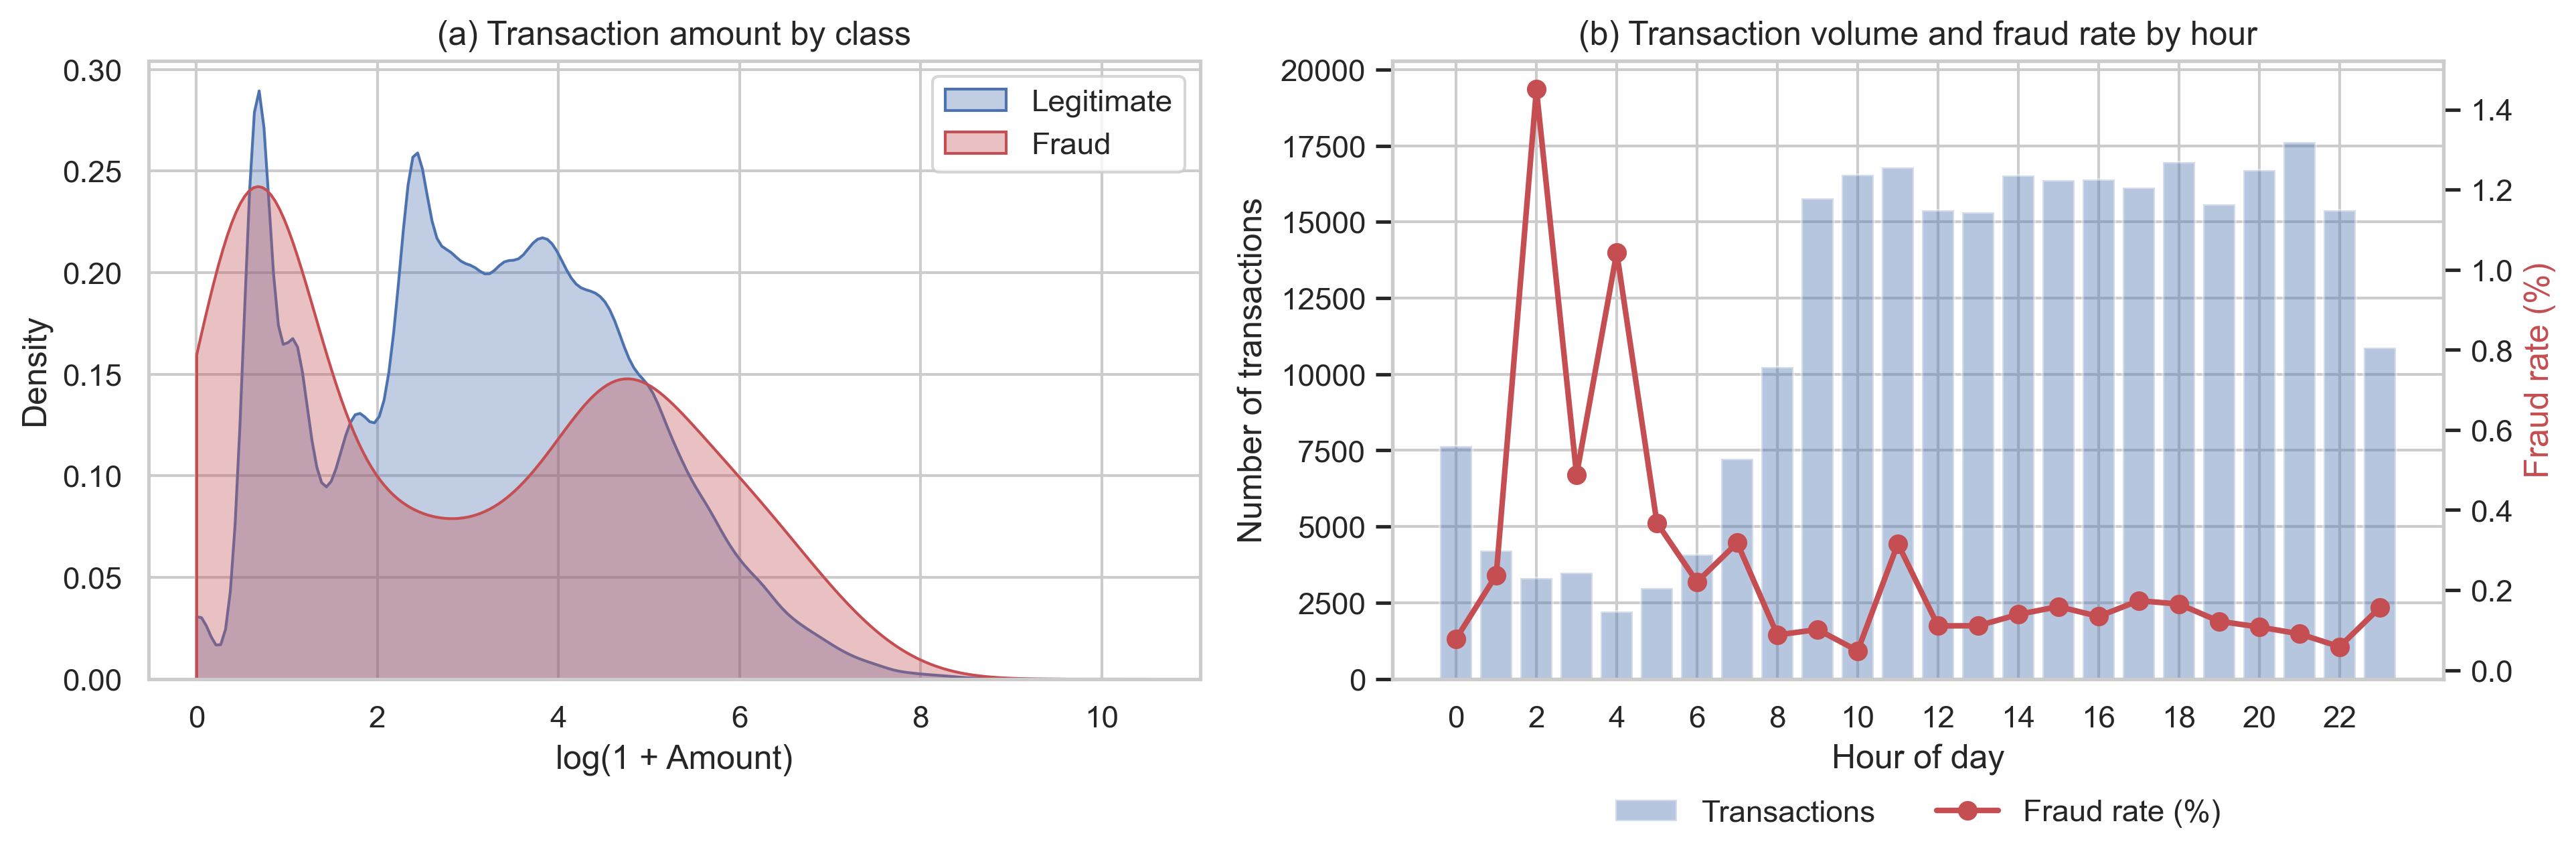 (a) Transaction amount by class
0.30
0.25
0.20
0.15
0.10
0.05
0.00
Density
Legitimate
Fraud
0 2 4 6 8 10
log(1 + Amount)
(b) Transaction volume and fraud rate by hour
20000
17500
15000
12500
10000
7500
5000
2500
0
Number of transactions
1.4
1.2
1.0
0.8
0.6
0.4
0.2
0.0
Fraud rate (%)
0 2 4 6 8 10 12 14 16 18 20 22
Hour of day
Transactions Fraud rate (%)